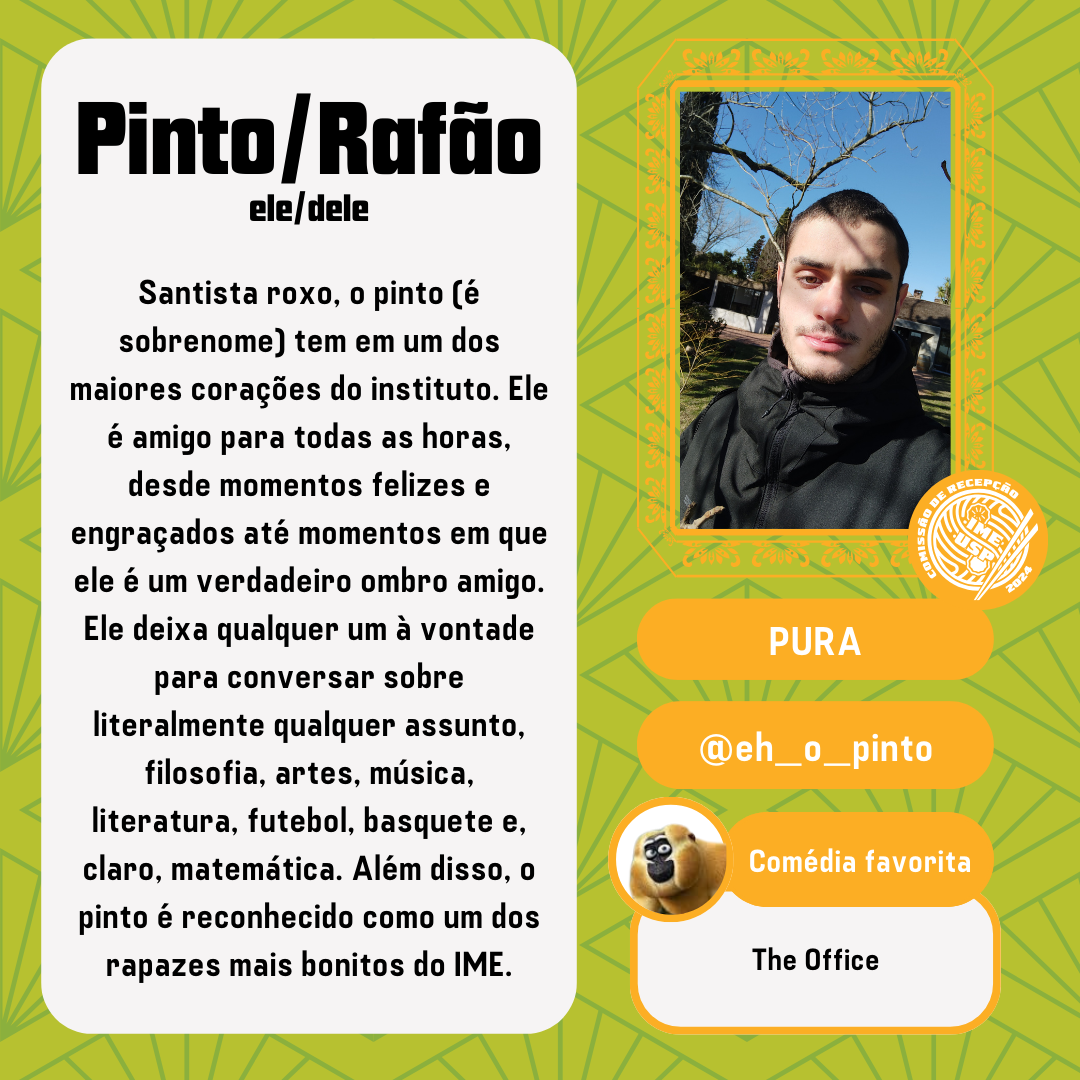 Pinto/Rafão
ele/dele
Santista roxo, o pinto (é
sobrenome) tem em um dos
maiores corações do instituto. Ele
é amigo para todas as horas,
desde momentos felizes e
engraçados até momentos em que
ele é um verdadeiro ombro amigo.
Ele deixa qualquer um à vontade
para conversar sobre
literalmente qualquer assunto,
filosofia, artes, música,
literatura, futebol, basquete e,
claro, matemática. Além disso, o
pinto é reconhecido como um dos
rapazes mais bonitos do IME.
COMISSÃO DE RECEPÇÃO
IME
USP
2024
PURA
@eh_o_pinto
Comédia favorita
The Office